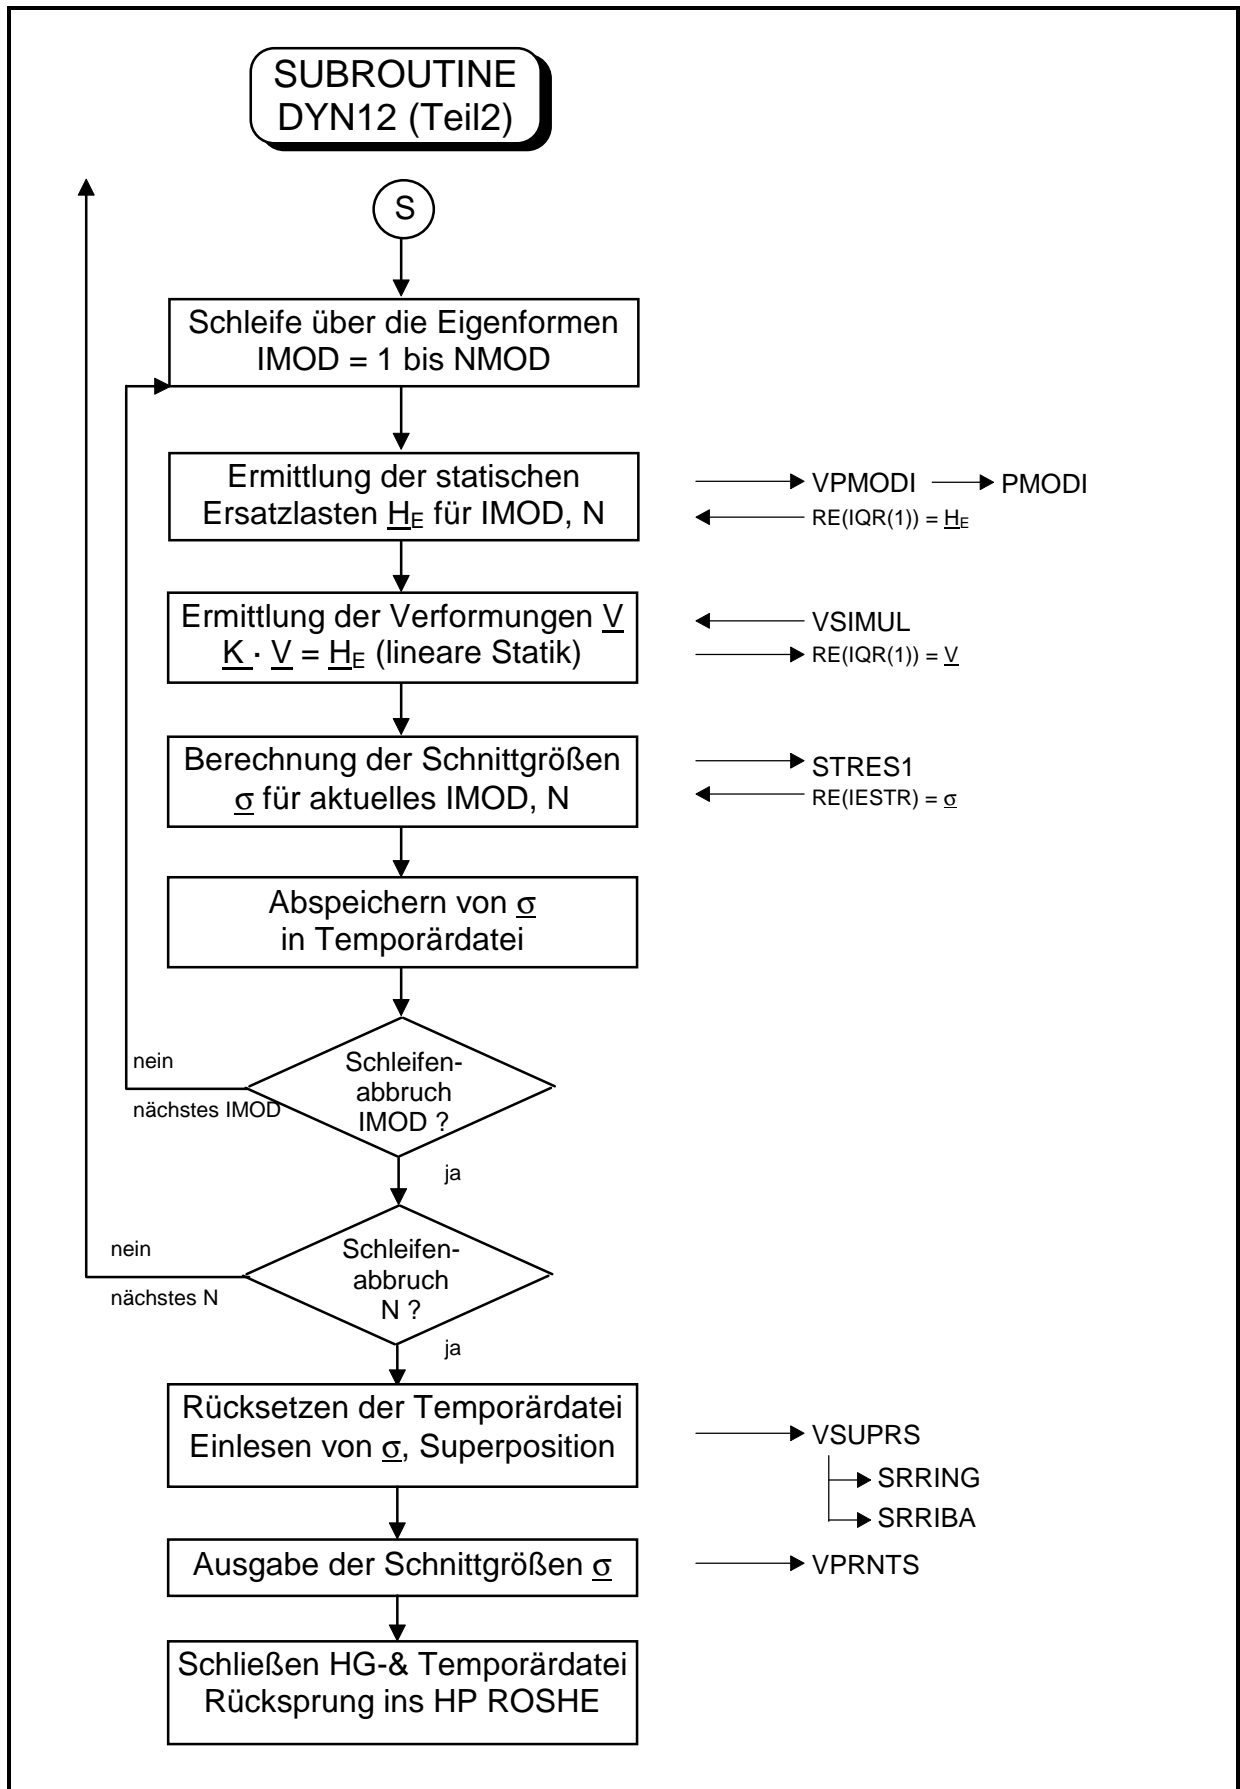 SUBROUTINE
DYN12 (Teil2)
S
Schleife über die Eigenformen
IMOD = 1 bis NMOD
Ermittlung der statischen
Ersatzlasten H_E für IMOD, N
VPMODI
PMODI
RE(IQR(1)) = H_E
Ermittlung der Verformungen V
K · V = H_E (lineare Statik)
VSIMUL
RE(IQR(1)) = V
Berechnung der Schnittgrößen
σ für aktuelles IMOD, N
STRES1
RE(IESTR) = σ
Abspeichern von σ
in Temporärdatei
nein
nächstes IMOD
Schleifen-
abbruch
IMOD ?
ja
nein
nächstes N
Schleifen-
abbruch
N ?
ja
Rücksetzen der Temporärdatei
Einlesen von σ, Superposition
VSUPRS
SRRING
SRRIBA
Ausgabe der Schnittgrößen σ
VPRNTS
Schließen HG-& Temporärdatei
Rücksprung ins HP ROSHE